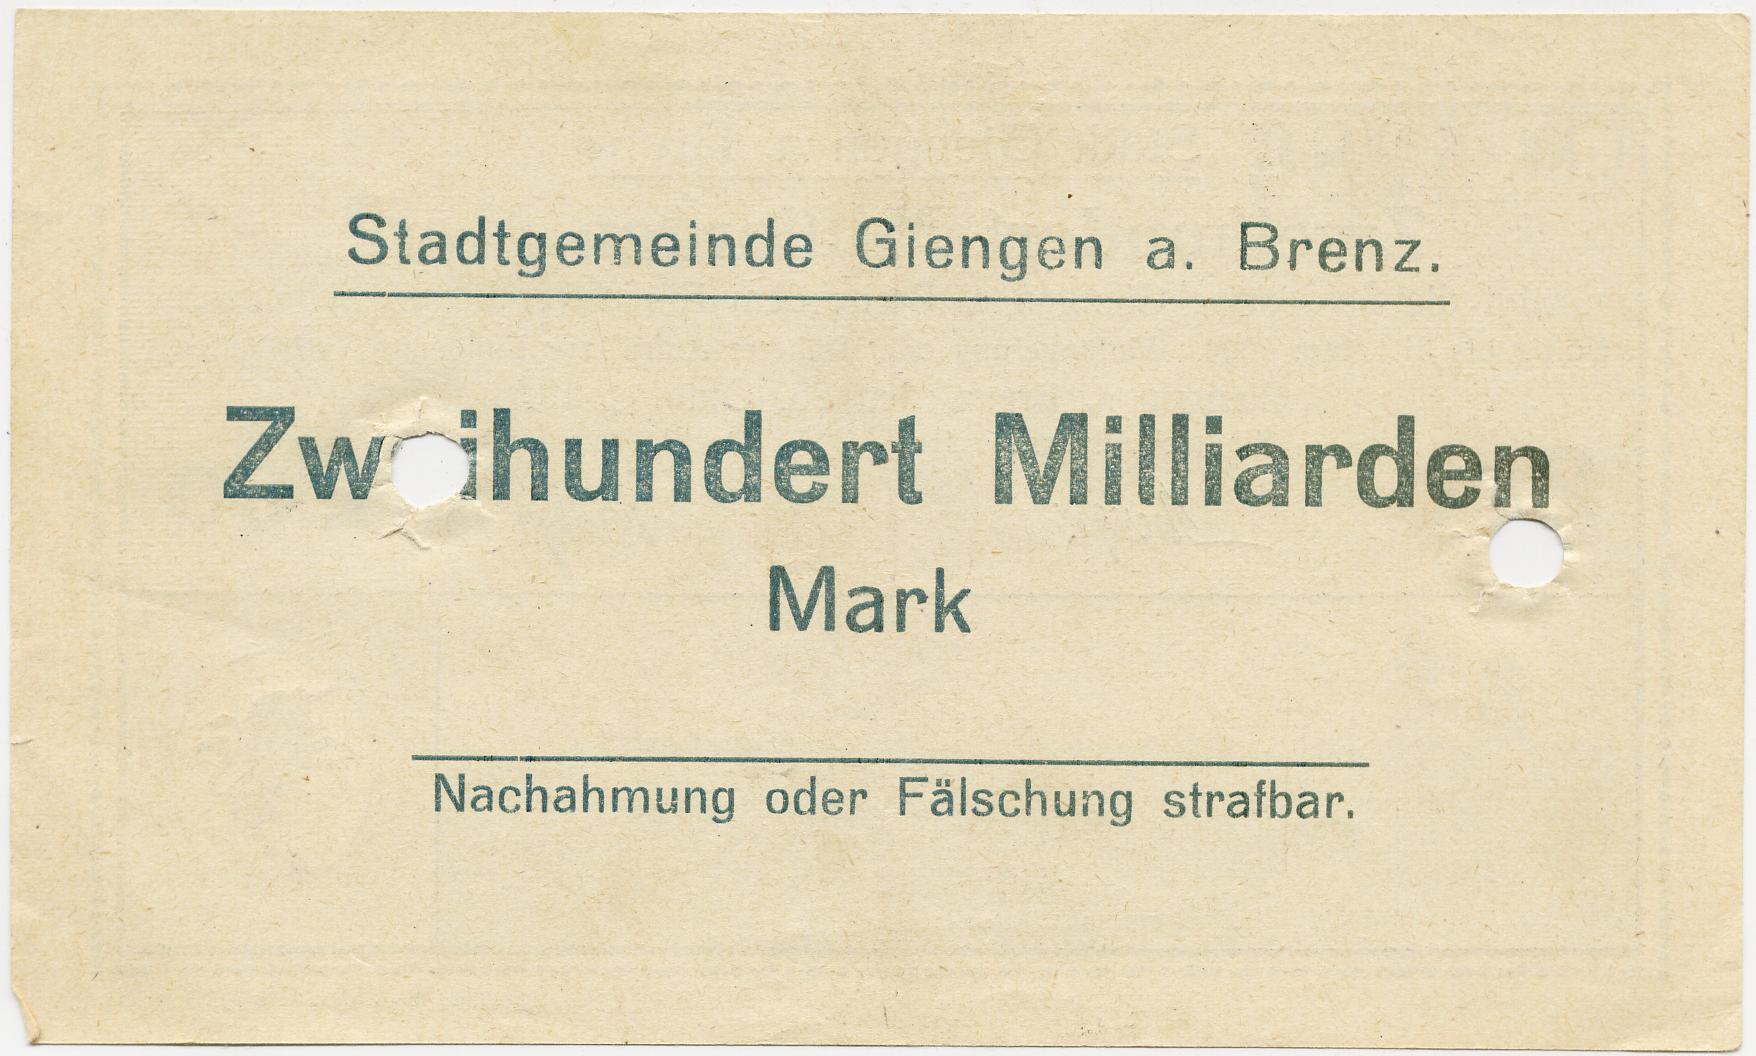 Stadtgemeinde Giengen a. Brenz.
Zweihundert Milliarden
Mark
Nachahmung oder Fälschung strafbar.